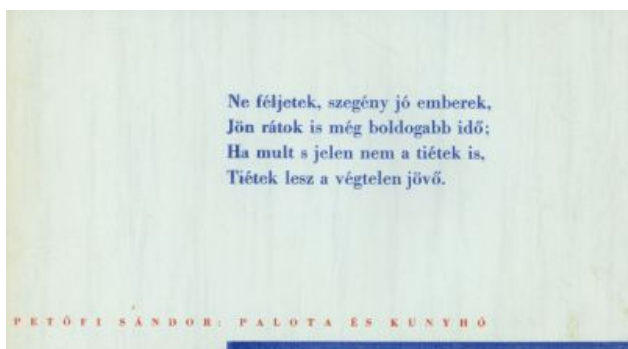 Ne féljetek, szegény jó emberek,
Jön rátok is még boldogabb idő;
Ha mult s jelen nem a tiétek is,
Tiétek lesz a végtelen jövő.
PETŐFI SÁNDOR: PALOTA ÉS KUNYHÓ